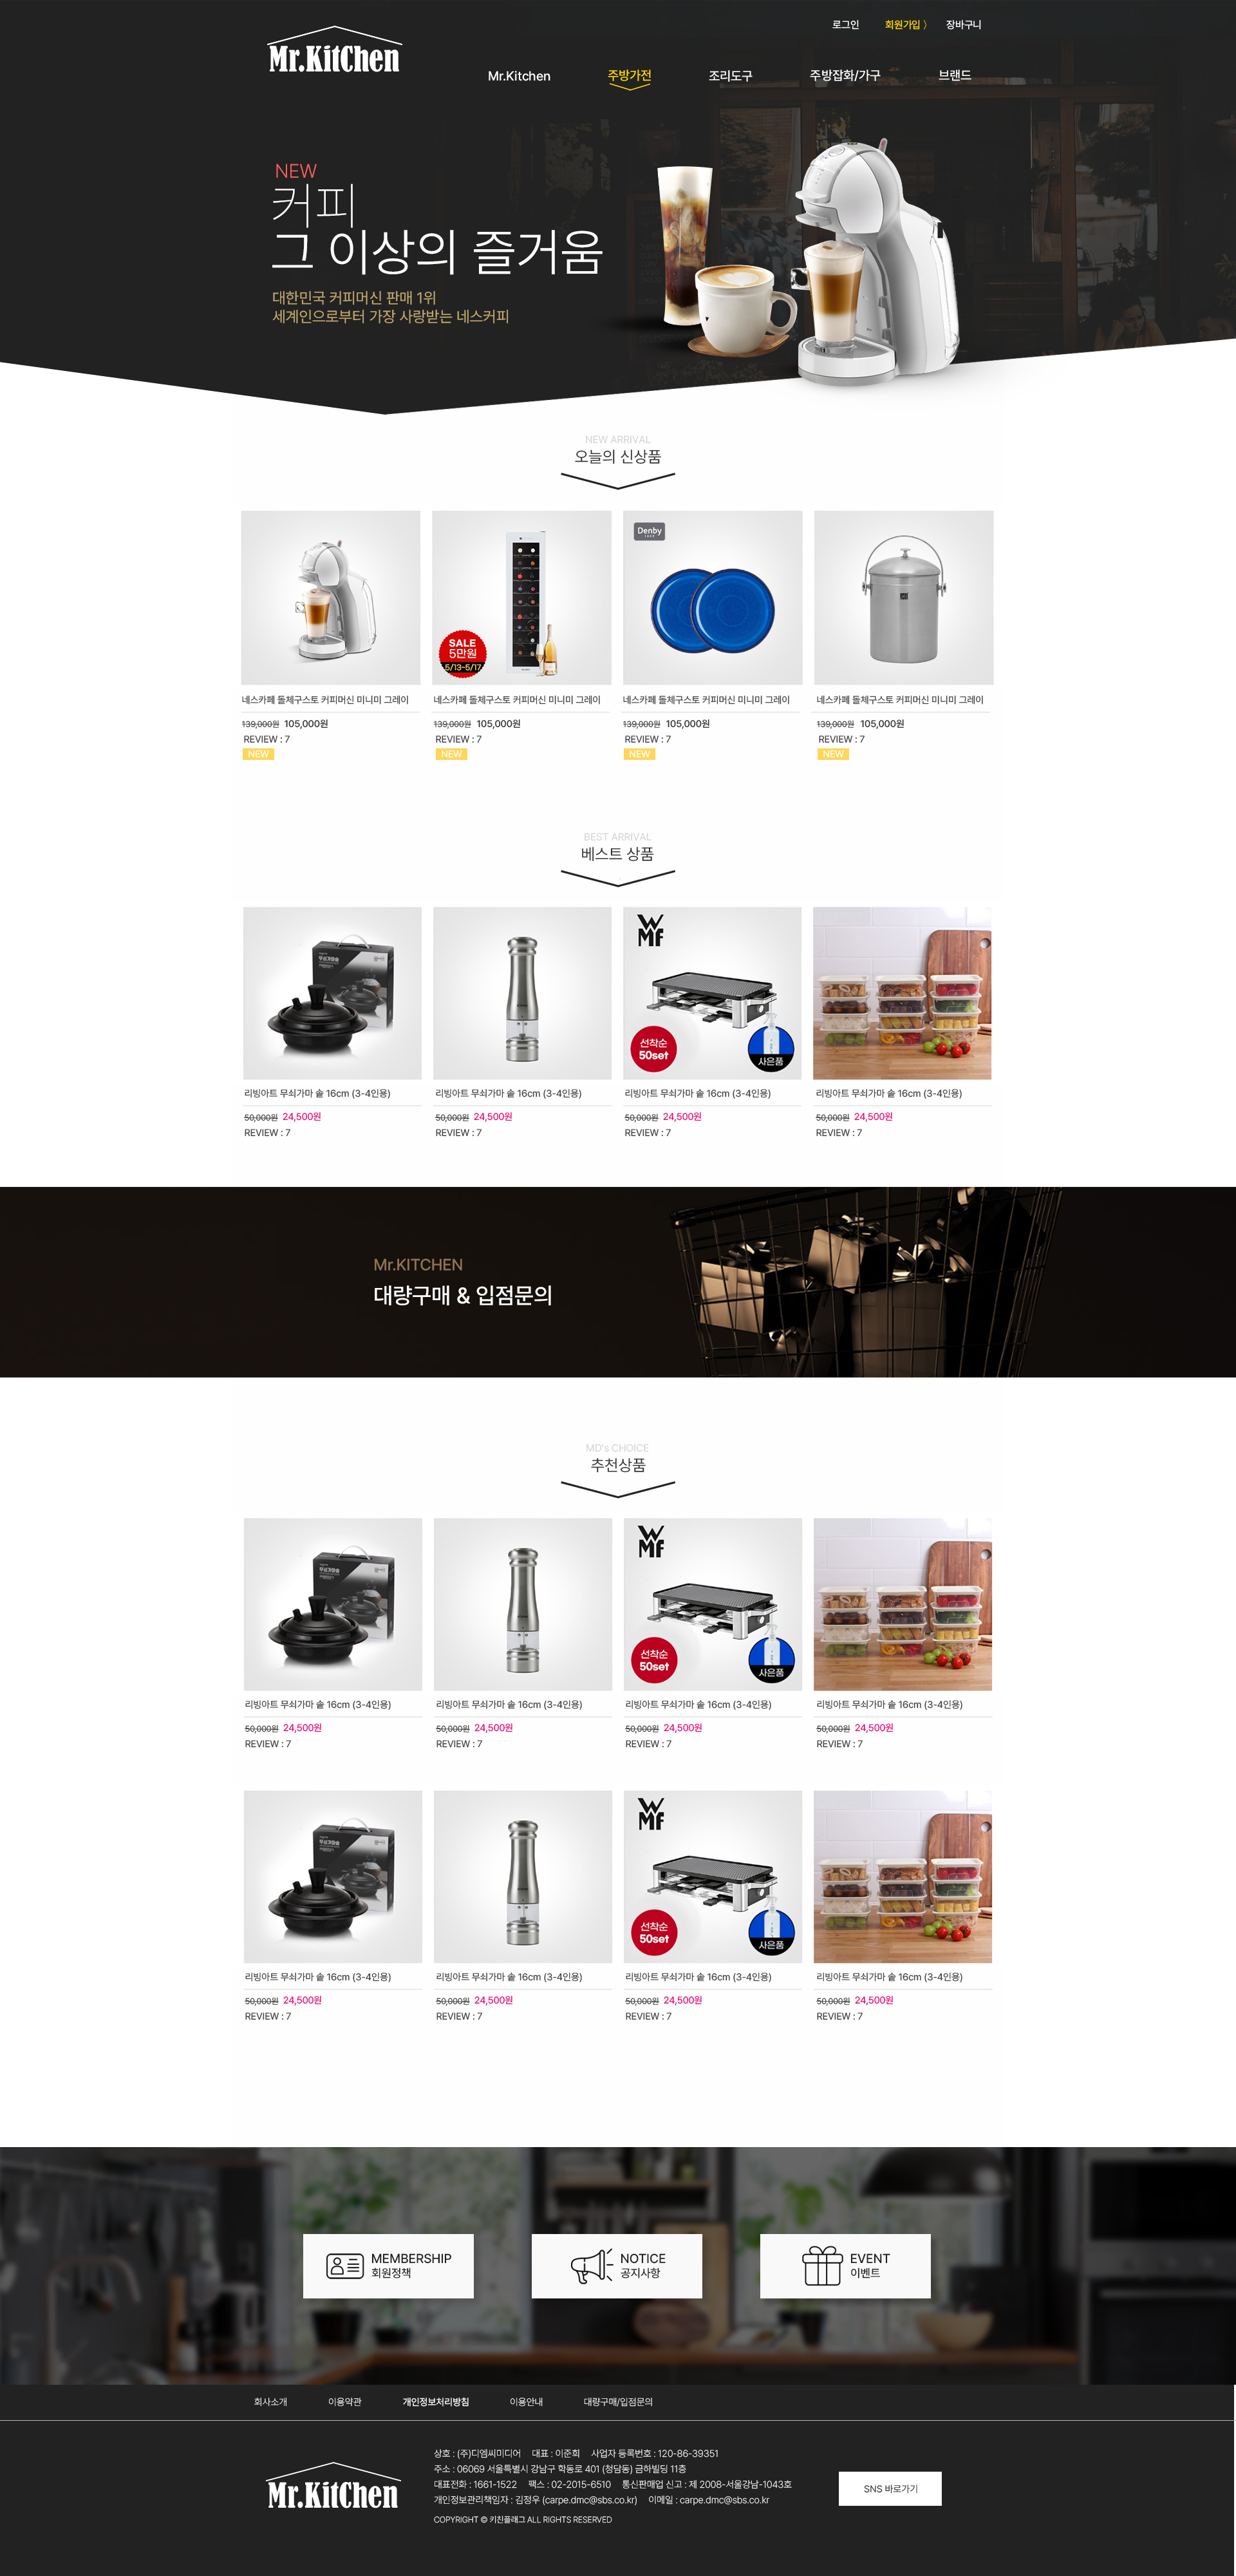 로그인 회원가입 〉 장바구니
Mr.KitChen
Mr.Kitchen 주방가전 조리도구 주방잡화/가구 브랜드
NEW
커피
그 이상의 즐거움
대한민국 커피머신 판매 1위
세계인으로부터 가장 사랑받는 네스커피
NEW ARRIVAL
오늘의 신상품
Denby
SALE
5만원
5/13~5/17
네스카페 돌체구스토 커피머신 미니미 그레이 네스카페 돌체구스토 커피머신 미니미 그레이 네스카페 돌체구스토 커피머신 미니미 그레이 네스카페 돌체구스토 커피머신 미니미 그레이
139,000원 105,000원 139,000원 105,000원 139,000원 105,000원 139,000원 105,000원
REVIEW : 7 REVIEW : 7 REVIEW : 7 REVIEW : 7
NEW NEW NEW NEW
BEST ARRIVAL
베스트 상품
WMF
선착순
50set
사은품
리빙아트 무쇠가마 솥 16cm (3-4인용) 리빙아트 무쇠가마 솥 16cm (3-4인용) 리빙아트 무쇠가마 솥 16cm (3-4인용) 리빙아트 무쇠가마 솥 16cm (3-4인용)
50,000원 24,500원 50,000원 24,500원 50,000원 24,500원 50,000원 24,500원
REVIEW : 7 REVIEW : 7 REVIEW : 7 REVIEW : 7
Mr.KITCHEN
대량구매 & 입점문의
MD's CHOICE
추천상품
무쇠가마솥
WMF
선착순
50set
사은품
리빙아트 무쇠가마 솥 16cm (3-4인용) 리빙아트 무쇠가마 솥 16cm (3-4인용) 리빙아트 무쇠가마 솥 16cm (3-4인용) 리빙아트 무쇠가마 솥 16cm (3-4인용)
50,000원 24,500원 50,000원 24,500원 50,000원 24,500원 50,000원 24,500원
REVIEW : 7 REVIEW : 7 REVIEW : 7 REVIEW : 7
WMF
선착순
50set
사은품
리빙아트 무쇠가마 솥 16cm (3-4인용) 리빙아트 무쇠가마 솥 16cm (3-4인용) 리빙아트 무쇠가마 솥 16cm (3-4인용) 리빙아트 무쇠가마 솥 16cm (3-4인용)
50,000원 24,500원 50,000원 24,500원 50,000원 24,500원 50,000원 24,500원
REVIEW : 7 REVIEW : 7 REVIEW : 7 REVIEW : 7
MEMBERSHIP
회원정책
NOTICE
공지사항
EVENT
이벤트
회사소개 이용약관 개인정보처리방침 이용안내 대량구매/입점문의
Mr.KitChen
상호 : (주)디엠씨미디어 대표 : 이준희 사업자 등록번호 : 120-86-39351
주소 : 06069 서울특별시 강남구 학동로 401 (청담동) 금하빌딩 11층
대표전화 : 1661-1522 팩스 : 02-2015-6510 통신판매업 신고 : 제 2008-서울강남-1043호
개인정보관리책임자 : 김정우 (carpe.dmc@sbs.co.kr) 이메일 : carpe.dmc@sbs.co.kr
COPYRIGHT © 키친플래그 ALL RIGHTS RESERVED
SNS 바로가기